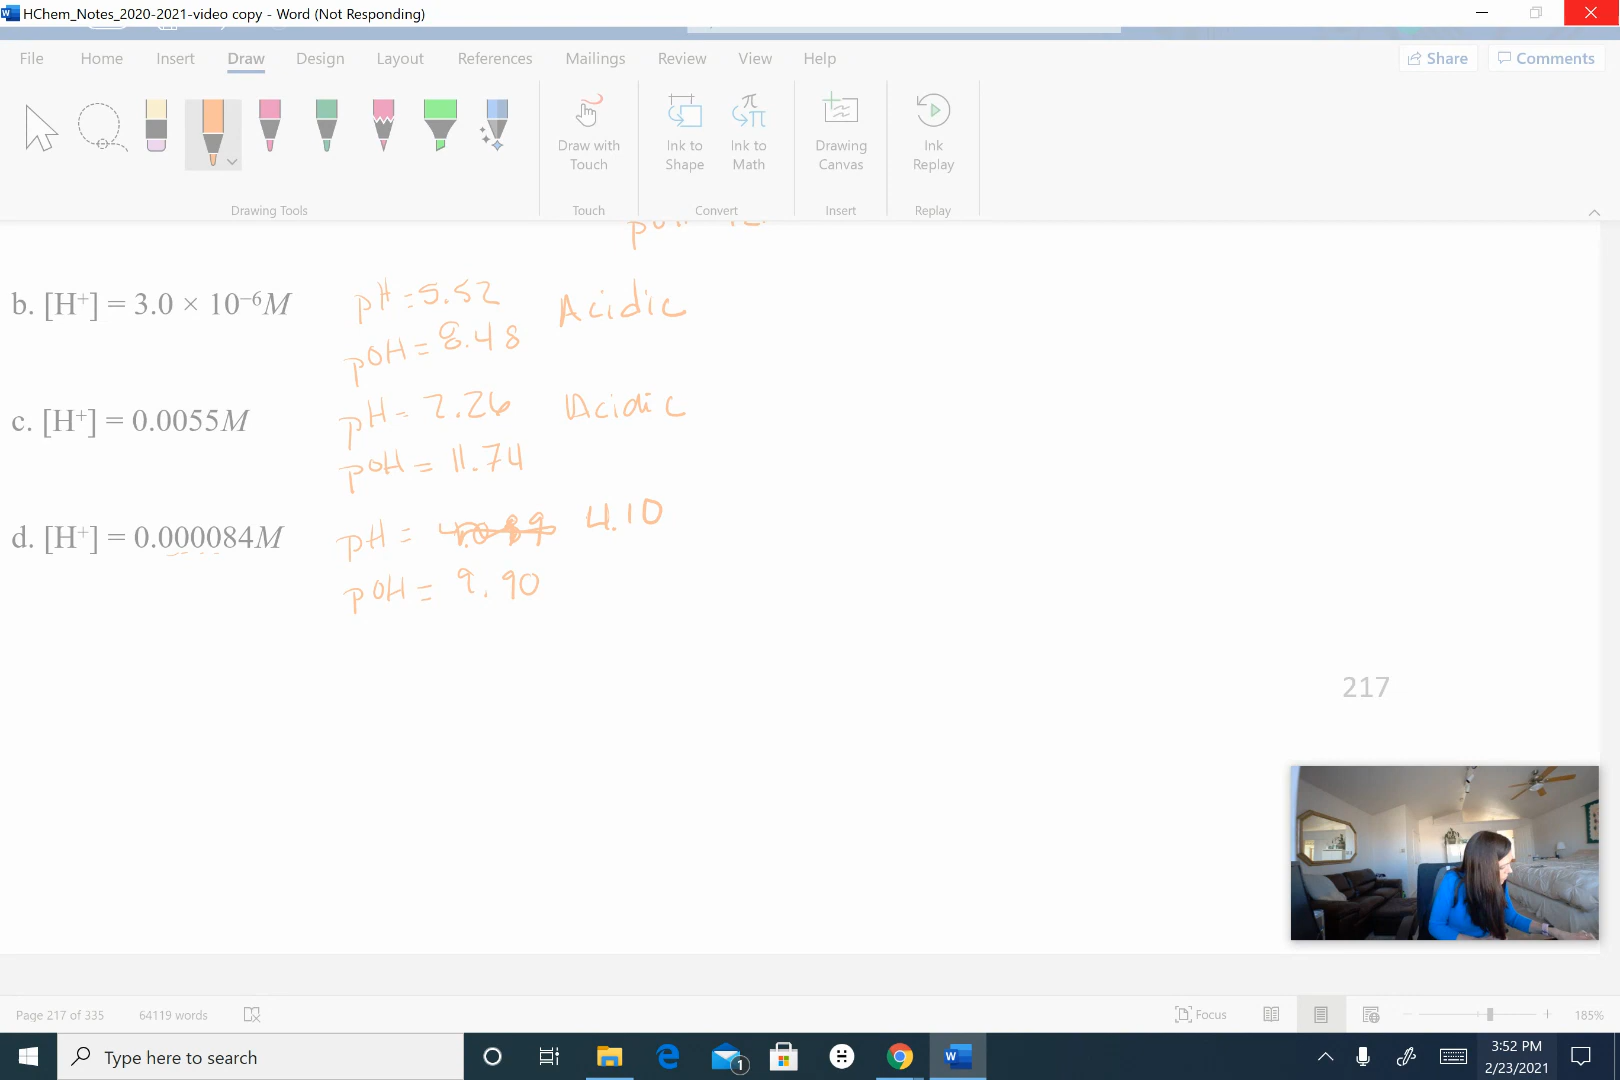 HChem_Notes_2020-2021-video copy - Word (Not Responding)
File Home Insert Draw Design Layout References Mailings Review View Help Share Comments
Draw with Touch
Ink to Shape
Ink to Math
Drawing Canvas
Ink Replay
Drawing Tools Touch Convert Insert Replay
b. [H⁺] = 3.0 × 10⁻⁶M pH = 5.52 Acidic
pOH = 8.48
c. [H⁺] = 0.0055M pH = 2.26 Acidic
pOH = 11.74
d. [H⁺] = 0.000084M pH = 4.10
pOH = 9.90
217
Page 217 of 335 64119 words Focus 185%
Type here to search
1
3:52 PM
2/23/2021